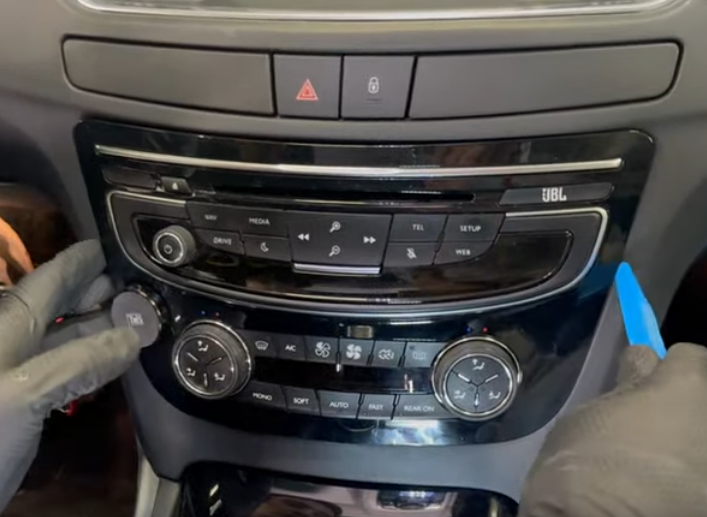 JBL
NAV
MEDIA
TEL
SETUP
DRIVE
WEB
A/C
MONO
SOFT
AUTO
FAST
REAR ON